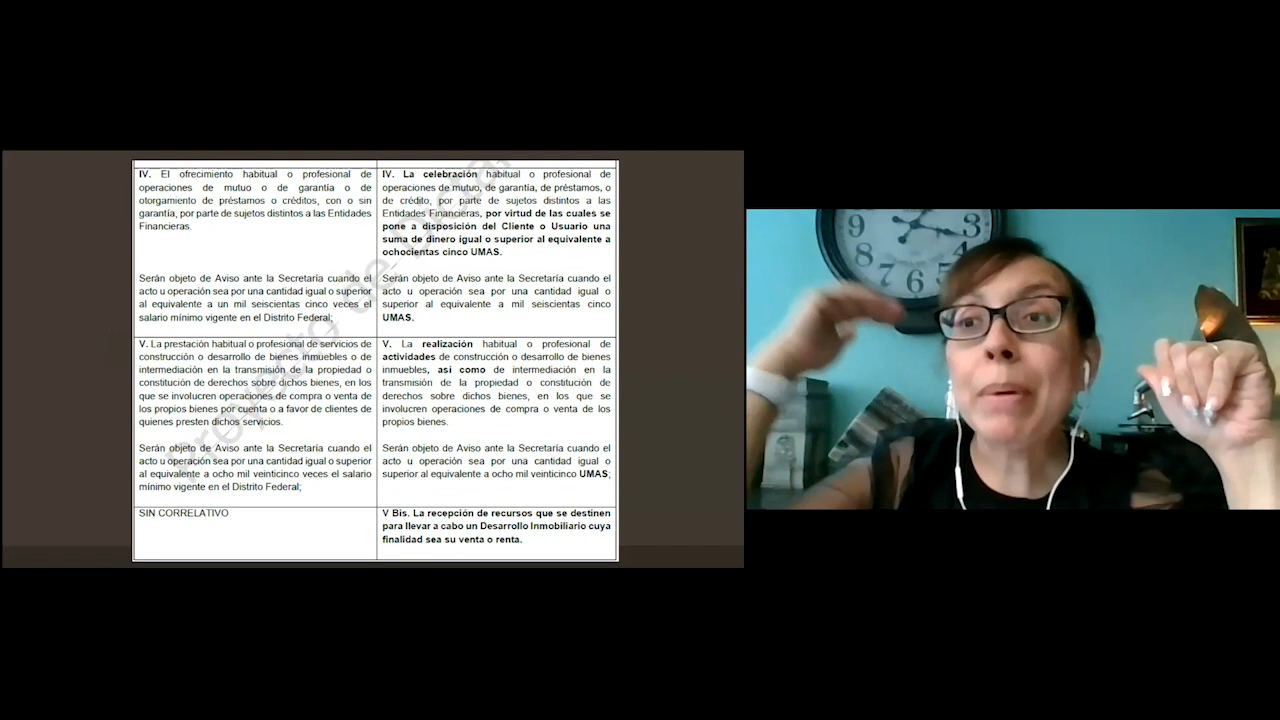 IV. El ofrecimiento habitual o profesional de
operaciones de mutuo o de garantía o de
otorgamiento de préstamos o créditos, con o sin
garantía, por parte de sujetos distintos a las Entidades
Financieras.
Serán objeto de Aviso ante la Secretaría cuando el
acto u operación sea por una cantidad igual o superior
al equivalente a un mil seiscientas cinco veces el
salario mínimo vigente en el Distrito Federal;
IV. La celebración habitual o profesional de
operaciones de mutuo, de garantía, de préstamos, o
de crédito, por parte de sujetos distintos a las
Entidades Financieras, por virtud de las cuales se
pone a disposición del Cliente o Usuario una
suma de dinero igual o superior al equivalente a
ochocientas cinco UMAS.
Serán objeto de Aviso ante la Secretaría cuando el
acto u operación sea por una cantidad igual o
superior al equivalente a mil seiscientas cinco
UMAS.
V. La prestación habitual o profesional de servicios de
construcción o desarrollo de bienes inmuebles o de
intermediación en la transmisión de la propiedad o
constitución de derechos sobre dichos bienes, en los
que se involucren operaciones de compra o venta de
los propios bienes por cuenta o a favor de clientes de
quienes presten dichos servicios.
Serán objeto de Aviso ante la Secretaría cuando el
acto u operación sea por una cantidad igual o superior
al equivalente a ocho mil veinticinco veces el salario
mínimo vigente en el Distrito Federal;
V. La realización habitual o profesional de
actividades de construcción o desarrollo de bienes
inmuebles, así como de intermediación en la
transmisión de la propiedad o constitución de
derechos sobre dichos bienes, en los que se
involucren operaciones de compra o venta de los
propios bienes.
Serán objeto de Aviso ante la Secretaría cuando el
acto u operación sea por una cantidad igual o
superior al equivalente a ocho mil veinticinco UMAS;
SIN CORRELATIVO
V Bis. La recepción de recursos que se destinen
para llevar a cabo un Desarrollo Inmobiliario cuya
finalidad sea su venta o renta.
Proyecto de
9
3
8
4
7
6
5